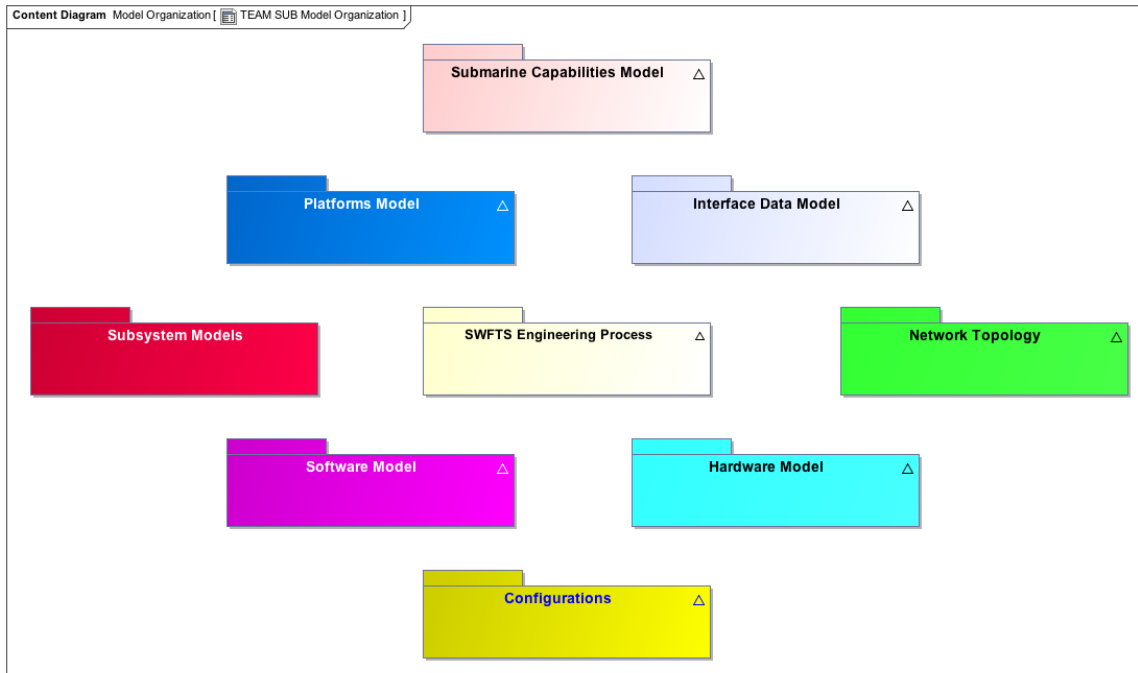 Content Diagram Model Organization [ TEAM SUB Model Organization ]
Submarine Capabilities Model
Platforms Model
Interface Data Model
Subsystem Models
SWFTS Engineering Process
Network Topology
Software Model
Hardware Model
Configurations